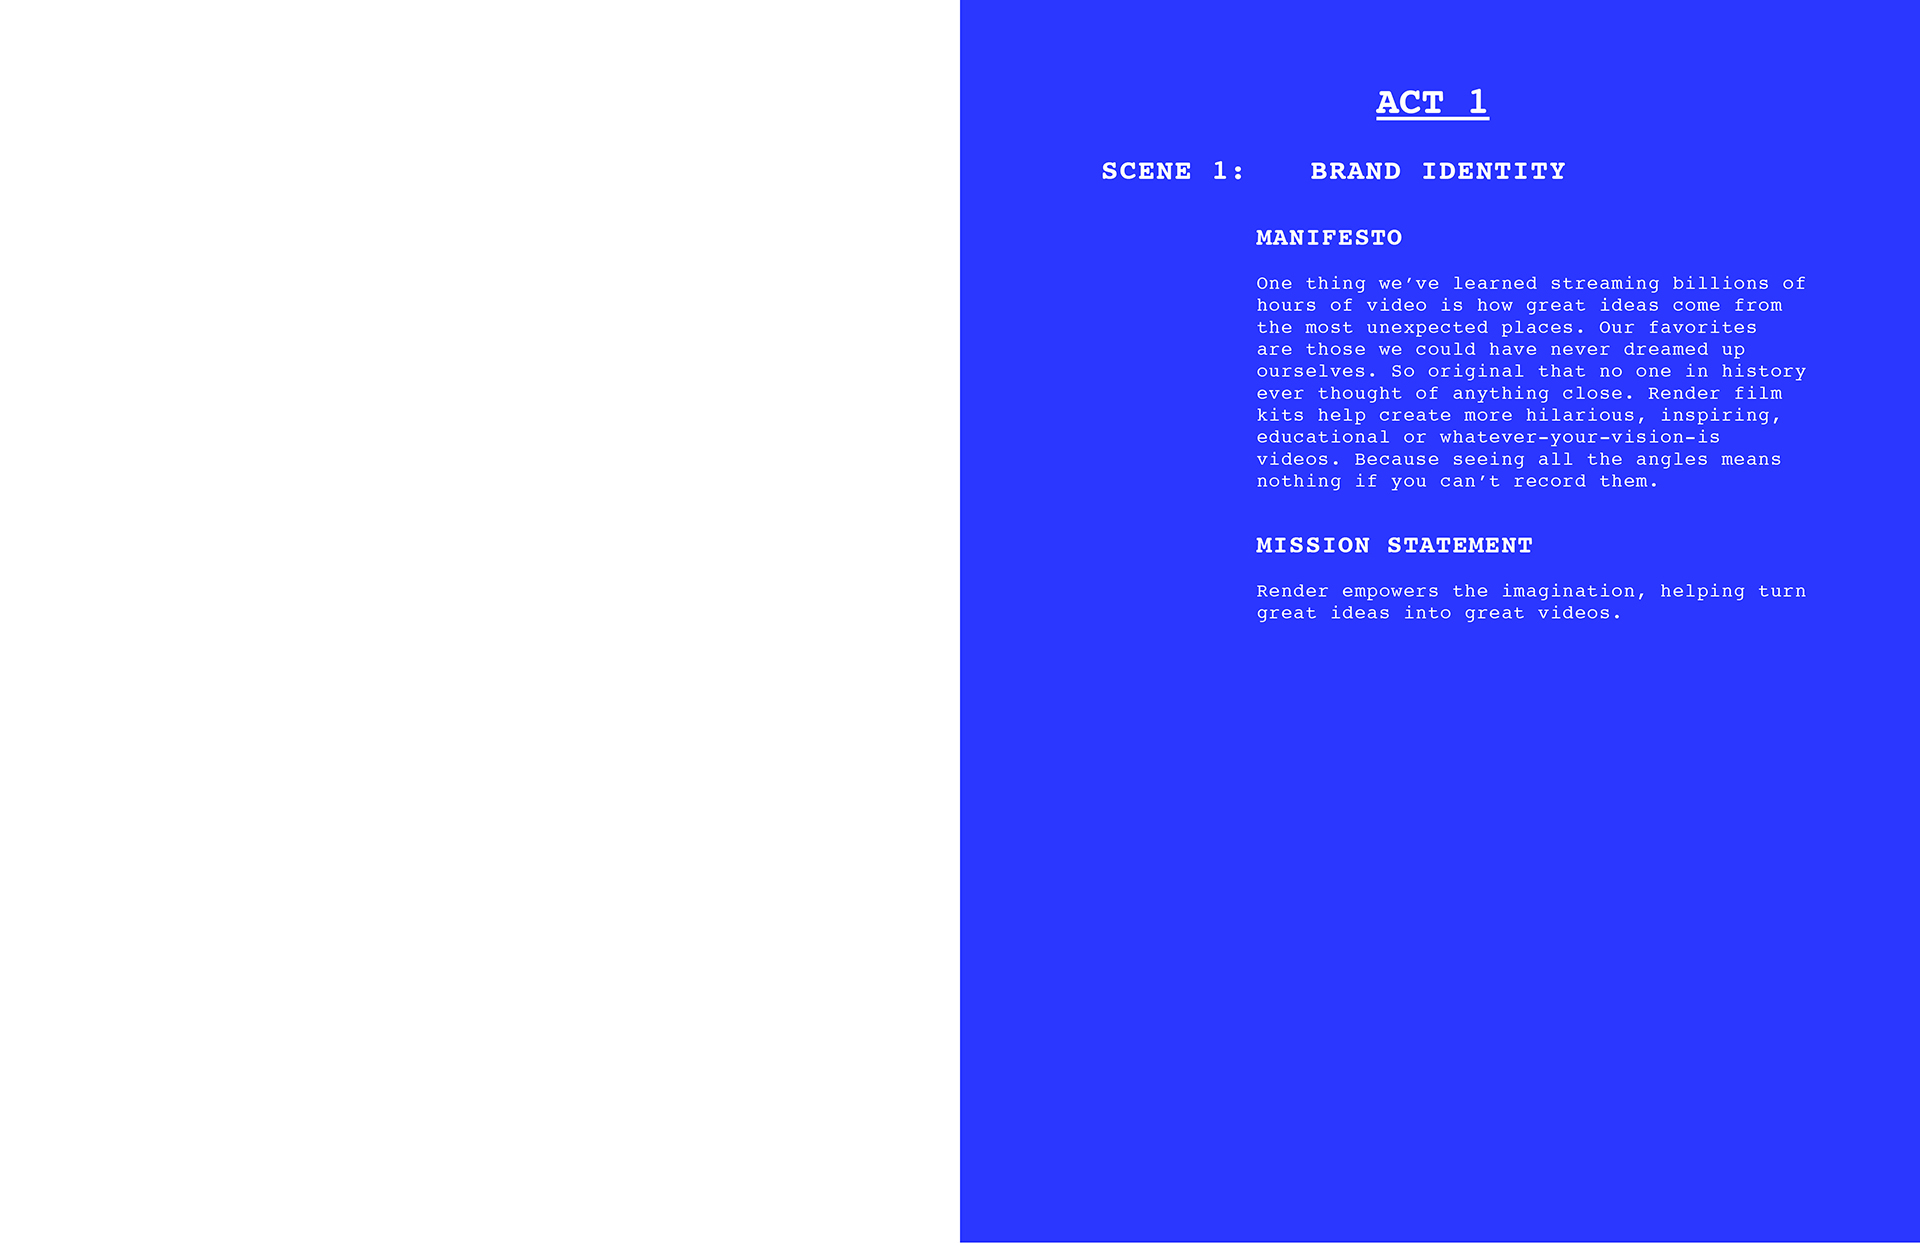 ACT 1
SCENE 1: BRAND IDENTITY
MANIFESTO
One thing we’ve learned streaming billions of
hours of video is how great ideas come from
the most unexpected places. Our favorites
are those we could have never dreamed up
ourselves. So original that no one in history
ever thought of anything close. Render film
kits help create more hilarious, inspiring,
educational or whatever-your-vision-is
videos. Because seeing all the angles means
nothing if you can’t record them.
MISSION STATEMENT
Render empowers the imagination, helping turn
great ideas into great videos.